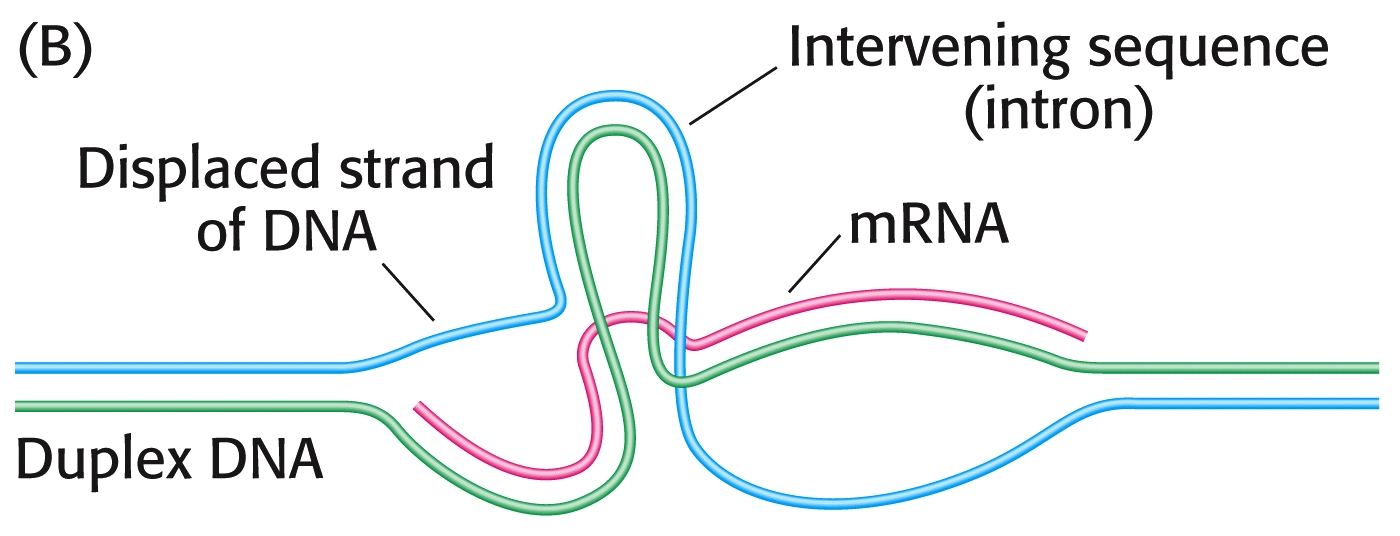 (B)
Intervening sequence
(intron)
Displaced strand
of DNA
mRNA
Duplex DNA